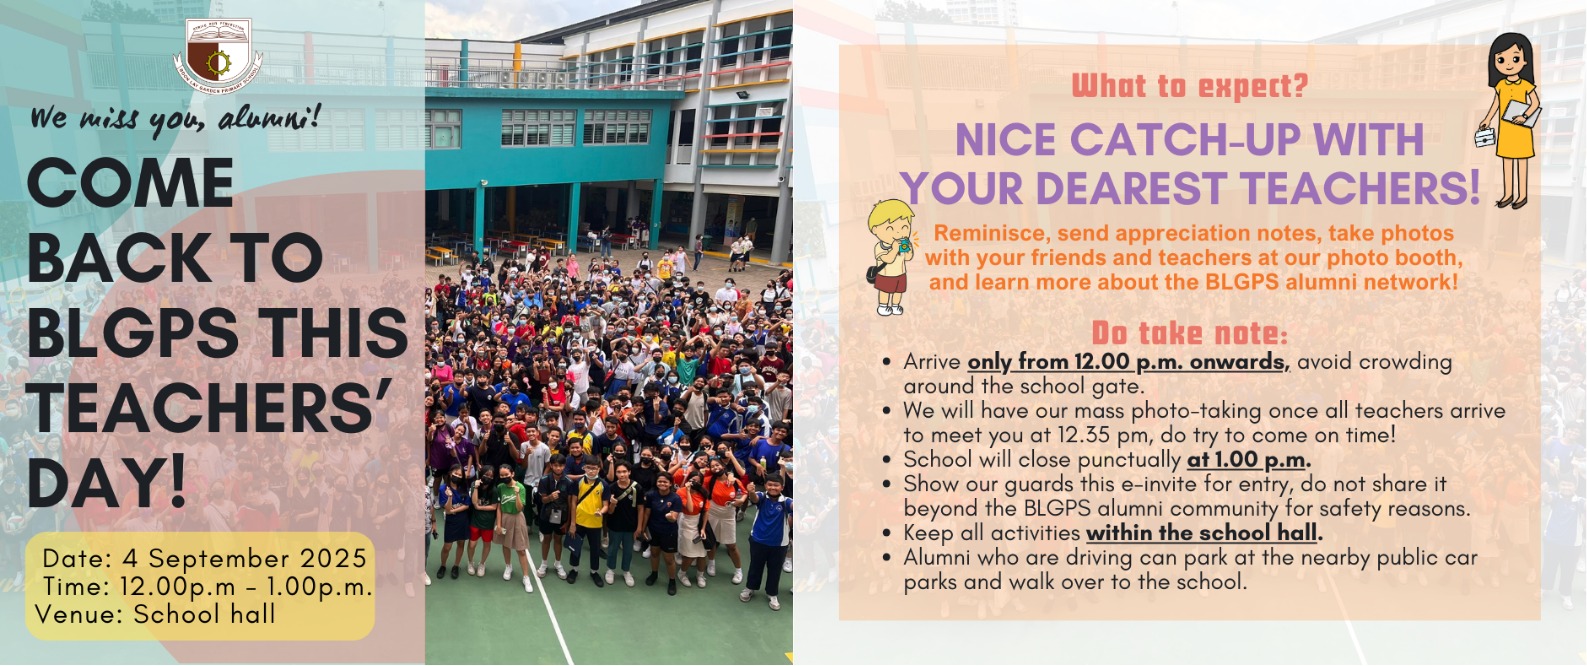 We miss you, alumni!
COME
BACK TO
BLGPS THIS
TEACHERS'
DAY!
Date: 4 September 2025
Time: 12.00p.m - 1.00p.m.
Venue: School hall
What to expect?
NICE CATCH-UP WITH
YOUR DEAREST TEACHERS!
Reminisce, send appreciation notes, take photos
with your friends and teachers at our photo booth,
and learn more about the BLGPS alumni network!
Do take note:
• Arrive only from 12.00 p.m. onwards, avoid crowding
around the school gate.
• We will have our mass photo-taking once all teachers arrive
to meet you at 12.35 pm, do try to come on time!
• School will close punctually at 1.00 p.m.
• Show our guards this e-invite for entry, do not share it
beyond the BLGPS alumni community for safety reasons.
• Keep all activities within the school hall.
• Alumni who are driving can park at the nearby public car
parks and walk over to the school.